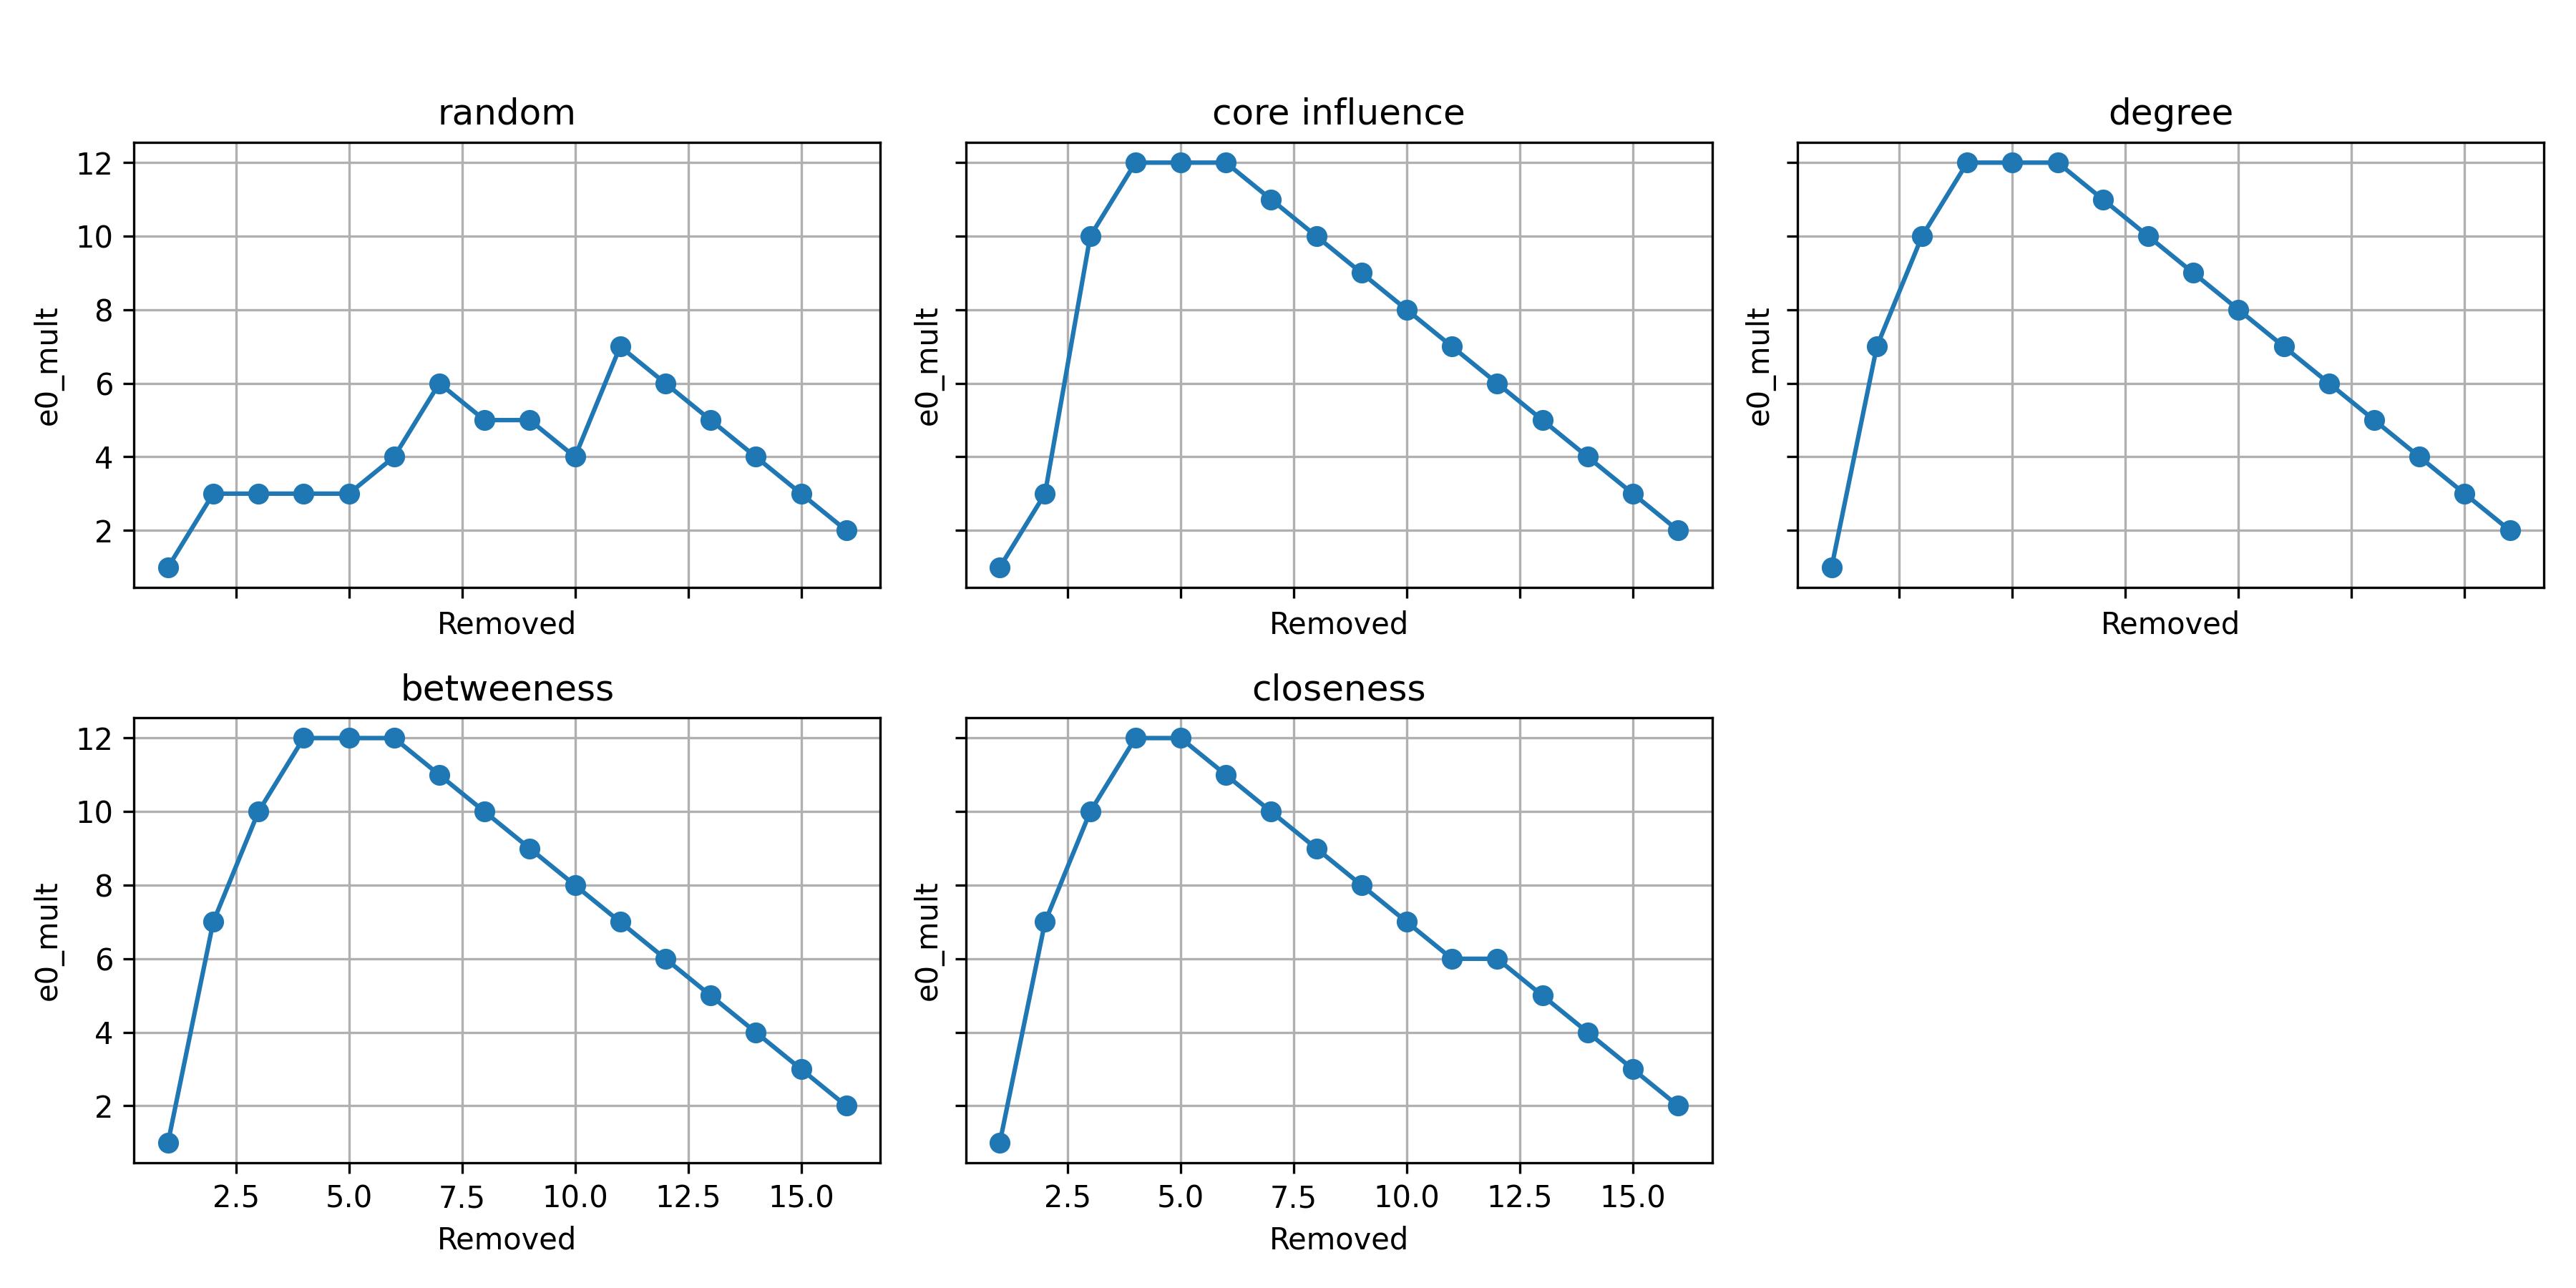 random
core influence
degree
12
10
8
6
4
2
e0_mult
e0_mult
e0_mult
Removed
Removed
Removed
betweeness
closeness
12
10
8
6
4
2
e0_mult
e0_mult
2.5 5.0 7.5 10.0 12.5 15.0
2.5 5.0 7.5 10.0 12.5 15.0
Removed
Removed